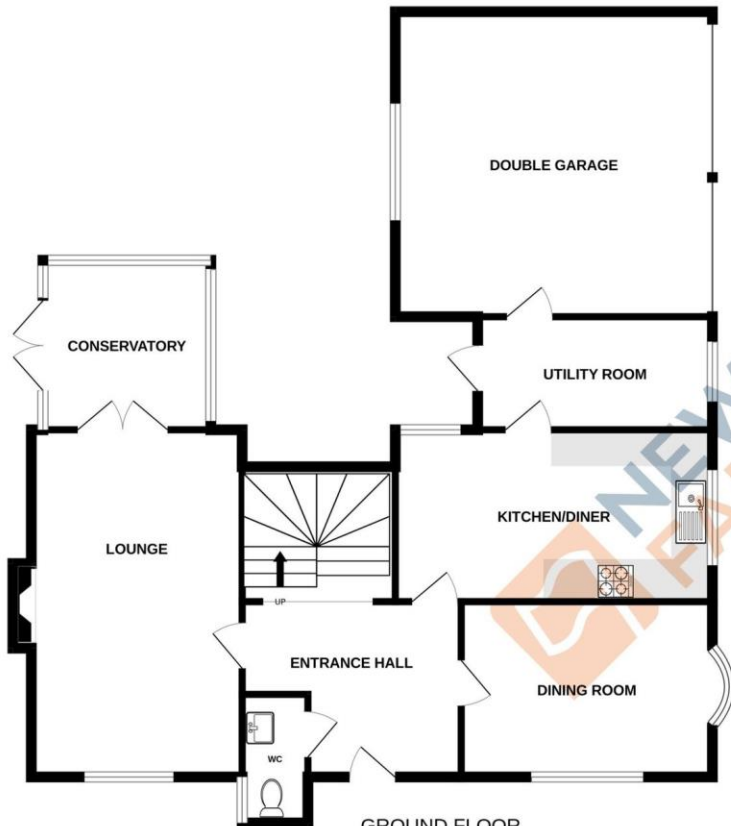 DOUBLE GARAGE
CONSERVATORY
UTILITY ROOM
KITCHEN/DINER
LOUNGE
UP
ENTRANCE HALL
DINING ROOM
WC
GROUND FLOOR